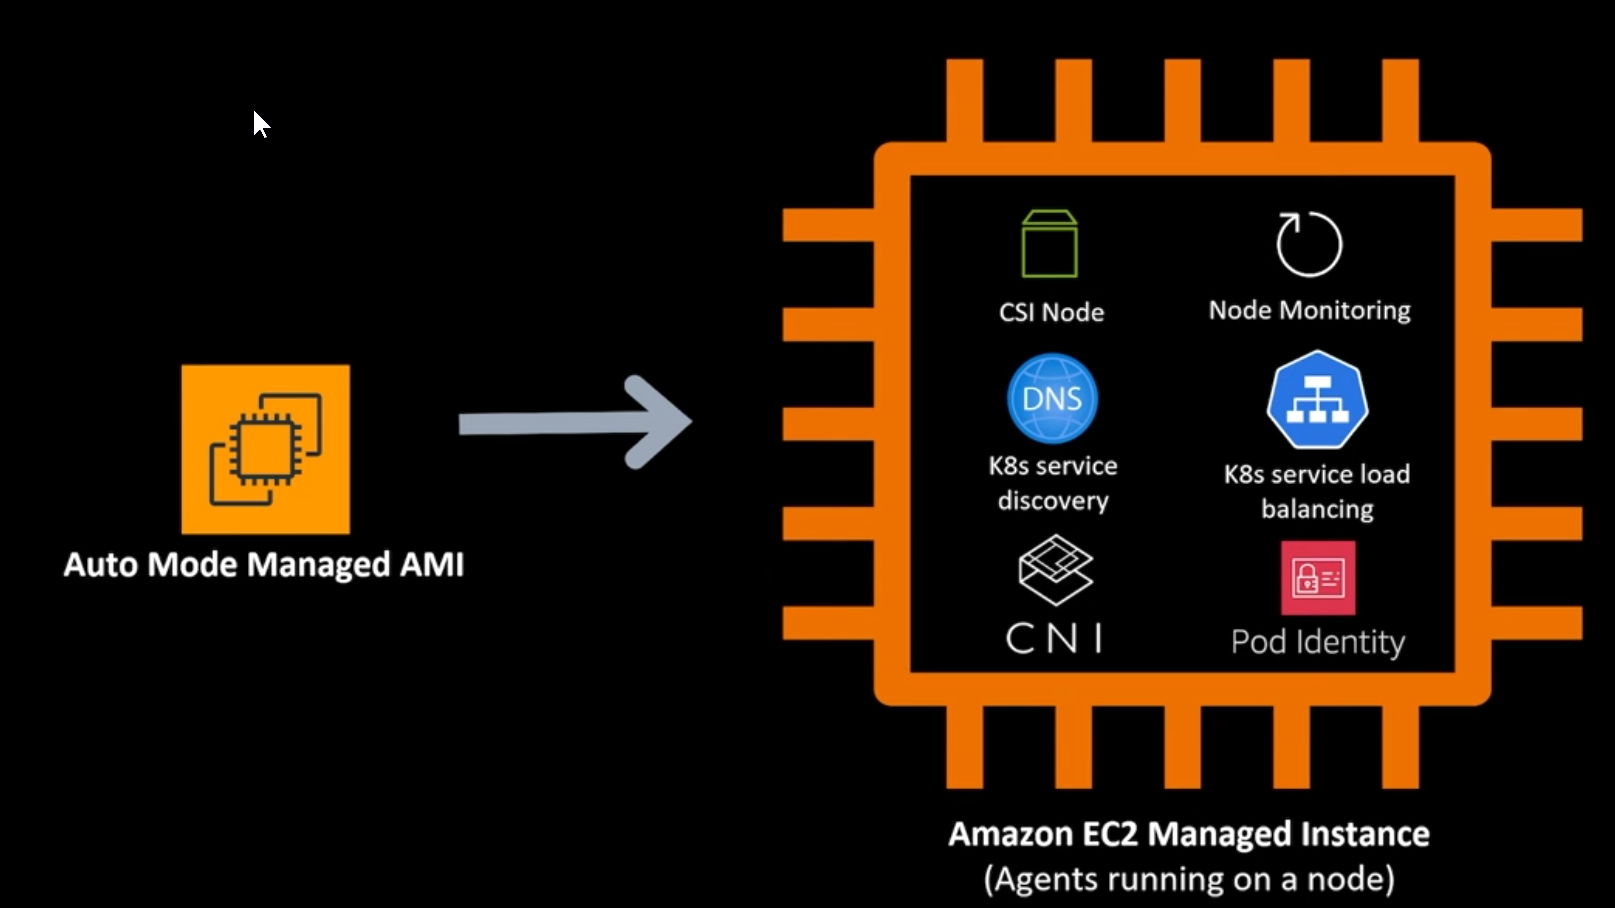 CSI Node
Node Monitoring
DNS
K8s service
discovery
K8s service load
balancing
CNI
Pod Identity
Auto Mode Managed AMI
Amazon EC2 Managed Instance
(Agents running on a node)